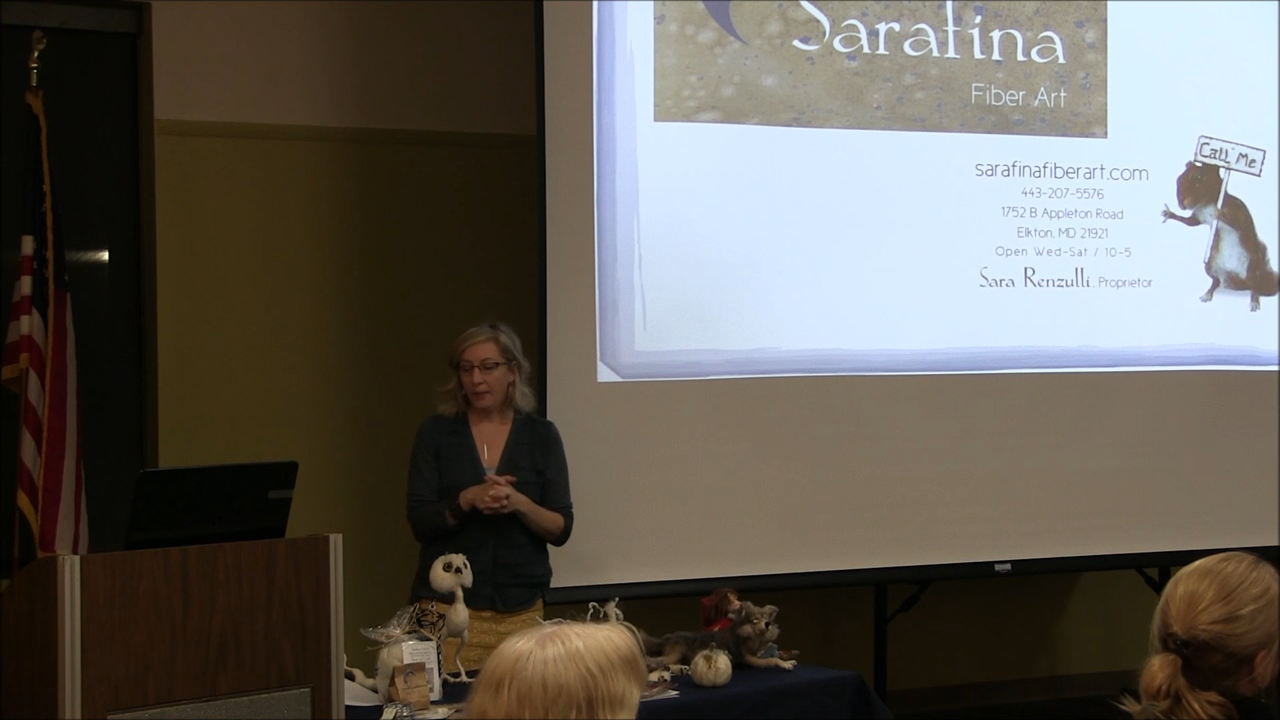 Sarafina
Fiber Art
Call Me
sarafinafiberart.com
443-207-5576
1752 B Appleton Road
Elkton, MD 21921
Open Wed-Sat / 10-5
Sara Renzulli, Proprietor